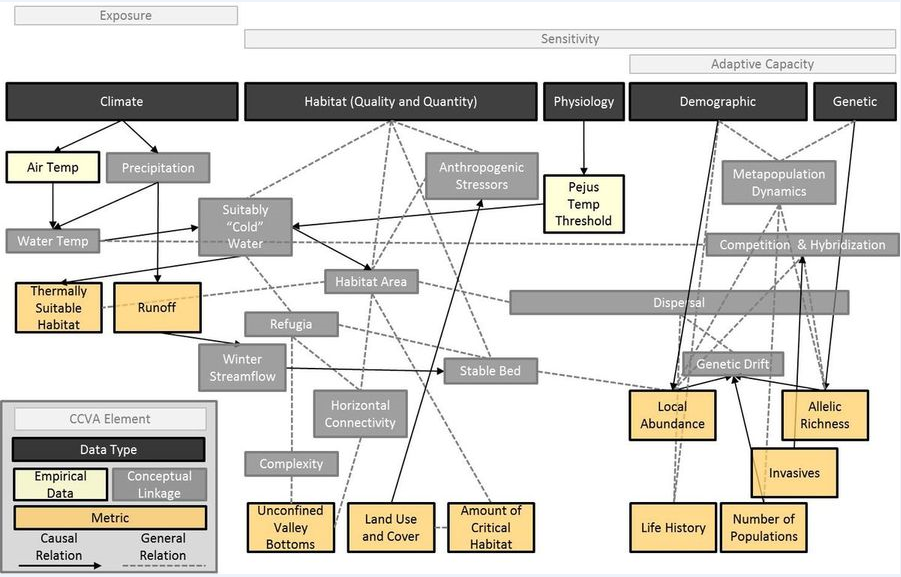 Exposure
Sensitivity
Adaptive Capacity
Climate
Habitat (Quality and Quantity)
Physiology
Demographic
Genetic
Air Temp
Precipitation
Anthropogenic
Stressors
Pejus
Temp
Threshold
Metapopulation
Dynamics
Water Temp
Suitably
“Cold”
Water
Competition & Hybridization
Thermally
Suitable
Habitat
Runoff
Habitat Area
Dispersal
Refugia
Winter
Streamflow
Stable Bed
Genetic Drift
Horizontal
Connectivity
Local
Abundance
Allelic
Richness
Complexity
Invasives
Unconfined
Valley
Bottoms
Land Use
and Cover
Amount of
Critical
Habitat
Life History
Number of
Populations
CCVA Element
Data Type
Empirical
Data
Conceptual
Linkage
Metric
Causal
Relation
General
Relation